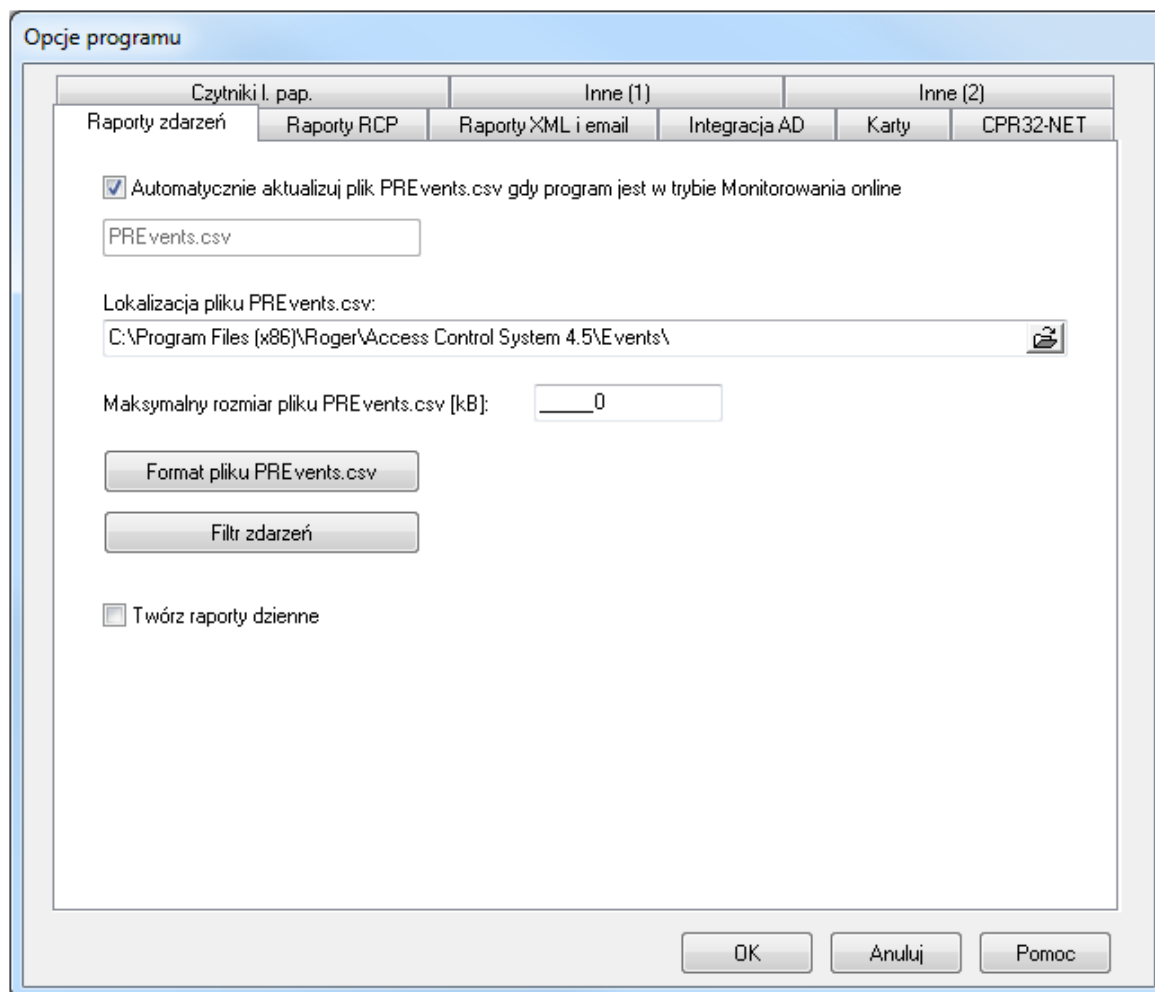 Opcje programu
Czytniki l. pap. Inne (1) Inne (2)
Raporty zdarzeń Raporty RCP Raporty XML i email Integracja AD Karty CPR32-NET
Automatycznie aktualizuj plik PREvents.csv gdy program jest w trybie Monitorowania online
PREvents.csv
Lokalizacja pliku PREvents.csv:
C:\Program Files (x86)\Roger\Access Control System 4.5\Events\
Maksymalny rozmiar pliku PREvents.csv [kB]: _____0
Format pliku PREvents.csv
Filtr zdarzeń
Twórz raporty dzienne
OK Anuluj Pomoc